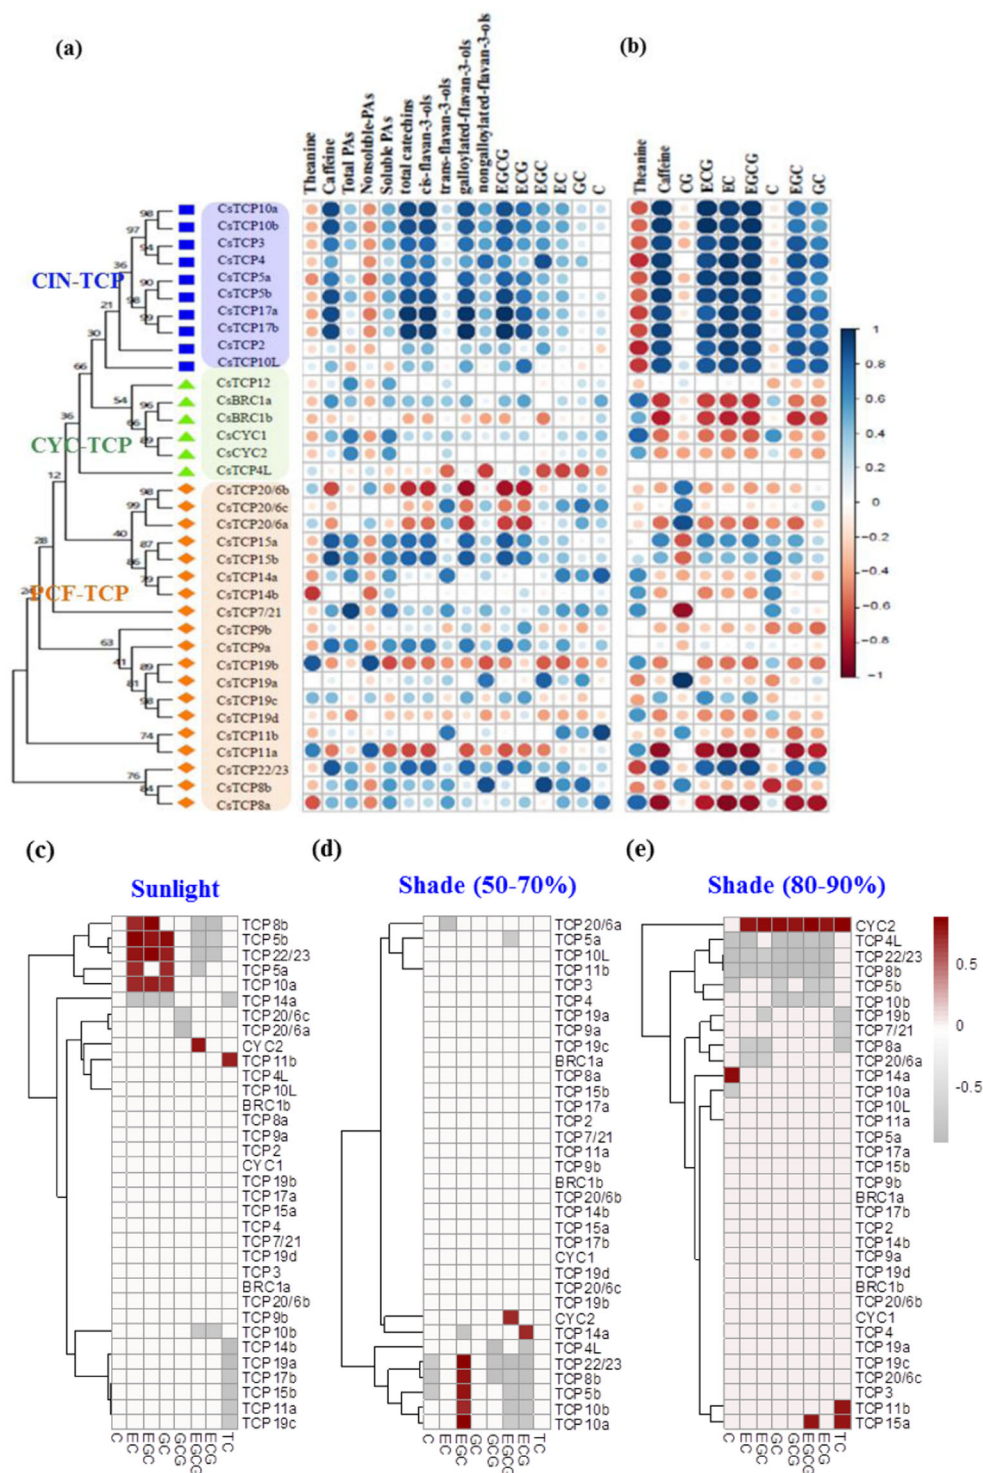 (a)
(b)
Theanine
Caffeine
Total PAs
Nonsoluble-PAs
Soluble PAs
total catechins
cis-flavan-3-ols
trans-flavan-3-ols
galloylated-flavan-3-ols
nongalloylated-flavan-3-ols
EGCG
ECG
EGC
EC
GC
C
Theanine
Caffeine
CG
ECG
EC
EGCG
C
EGC
GC
CIN-TCP
CYC-TCP
PCF-TCP
98
97
94
36
90
98
99
21
30
66
54
96
66
89
36
12
98
99
40
87
86
79
28
63
41
89
81
98
74
76
84
CsTCP10a
CsTCP10b
CsTCP3
CsTCP4
CsTCP5a
CsTCP5b
CsTCP17a
CsTCP17b
CsTCP2
CsTCP10L
CsTCP12
CsBRC1a
CsBRC1b
CsCYC1
CsCYC2
CsTCP4L
CsTCP20/6b
CsTCP20/6c
CsTCP20/6a
CsTCP15a
CsTCP15b
CsTCP14a
CsTCP14b
CsTCP7/21
CsTCP9b
CsTCP9a
CsTCP19b
CsTCP19a
CsTCP19c
CsTCP19d
CsTCP11b
CsTCP11a
CsTCP22/23
CsTCP8b
CsTCP8a
1
0.8
0.6
0.4
0.2
0
-0.2
-0.4
-0.6
-0.8
-1
(c)
Sunlight
TCP8b
TCP5b
TCP22/23
TCP5a
TCP10a
TCP14a
TCP20/6c
TCP20/6a
CYC2
TCP11b
TCP4L
TCP10L
BRC1b
TCP8a
TCP9a
TCP2
CYC1
TCP19b
TCP17a
TCP15a
TCP4
TCP7/21
TCP19d
TCP3
BRC1a
TCP20/6b
TCP9b
TCP10b
TCP14b
TCP19a
TCP17b
TCP15b
TCP11a
TCP19c
C
EC
EGC
GC
GCG
EGCG
ECG
TC
(d)
Shade (50-70%)
TCP20/6a
TCP5a
TCP10L
TCP11b
TCP3
TCP4
TCP19a
TCP9a
TCP19c
BRC1a
TCP8a
TCP15b
TCP17a
TCP2
TCP7/21
TCP11a
TCP9b
BRC1b
TCP20/6b
TCP14b
TCP15a
TCP17b
CYC1
TCP19d
TCP20/6c
TCP19b
CYC2
TCP14a
TCP4L
TCP22/23
TCP8b
TCP5b
TCP10b
TCP10a
C
EC
EGC
GC
GCG
EGCG
ECG
TC
(e)
Shade (80-90%)
CYC2
TCP4L
TCP22/23
TCP8b
TCP5b
TCP10b
TCP19b
TCP7/21
TCP8a
TCP20/6a
TCP14a
TCP10a
TCP10L
TCP11a
TCP5a
TCP17a
TCP15b
TCP9b
BRC1a
TCP17b
TCP2
TCP14b
TCP9a
TCP19d
BRC1b
TCP20/6b
CYC1
TCP4
TCP19a
TCP19c
TCP20/6c
TCP3
TCP11b
TCP15a
C
EC
EGC
GC
GCG
EGCG
ECG
TC
0.5
0
-0.5